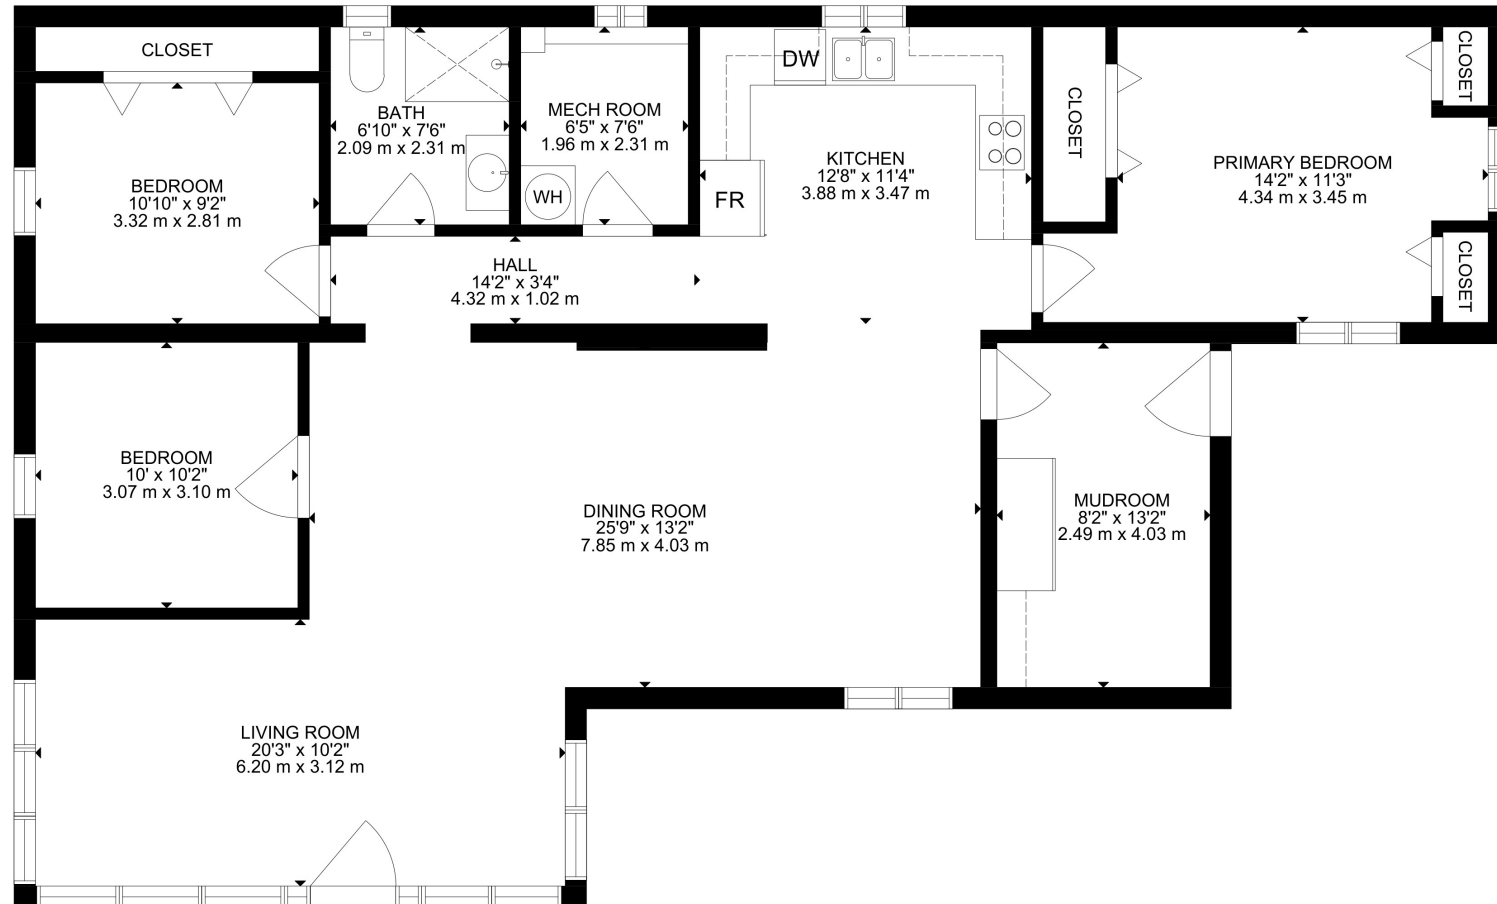 CLOSET
BATH
6'10" x 7'6"
2.09 m x 2.31 m
MECH ROOM
6'5" x 7'6"
1.96 m x 2.31 m
WH
DW
FR
KITCHEN
12'8" x 11'4"
3.88 m x 3.47 m
CLOSET
PRIMARY BEDROOM
14'2" x 11'3"
4.34 m x 3.45 m
CLOSET
CLOSET
BEDROOM
10'10" x 9'2"
3.32 m x 2.81 m
HALL
14'2" x 3'4"
4.32 m x 1.02 m
BEDROOM
10' x 10'2"
3.07 m x 3.10 m
DINING ROOM
25'9" x 13'2"
7.85 m x 4.03 m
MUDROOM
8'2" x 13'2"
2.49 m x 4.03 m
LIVING ROOM
20'3" x 10'2"
6.20 m x 3.12 m